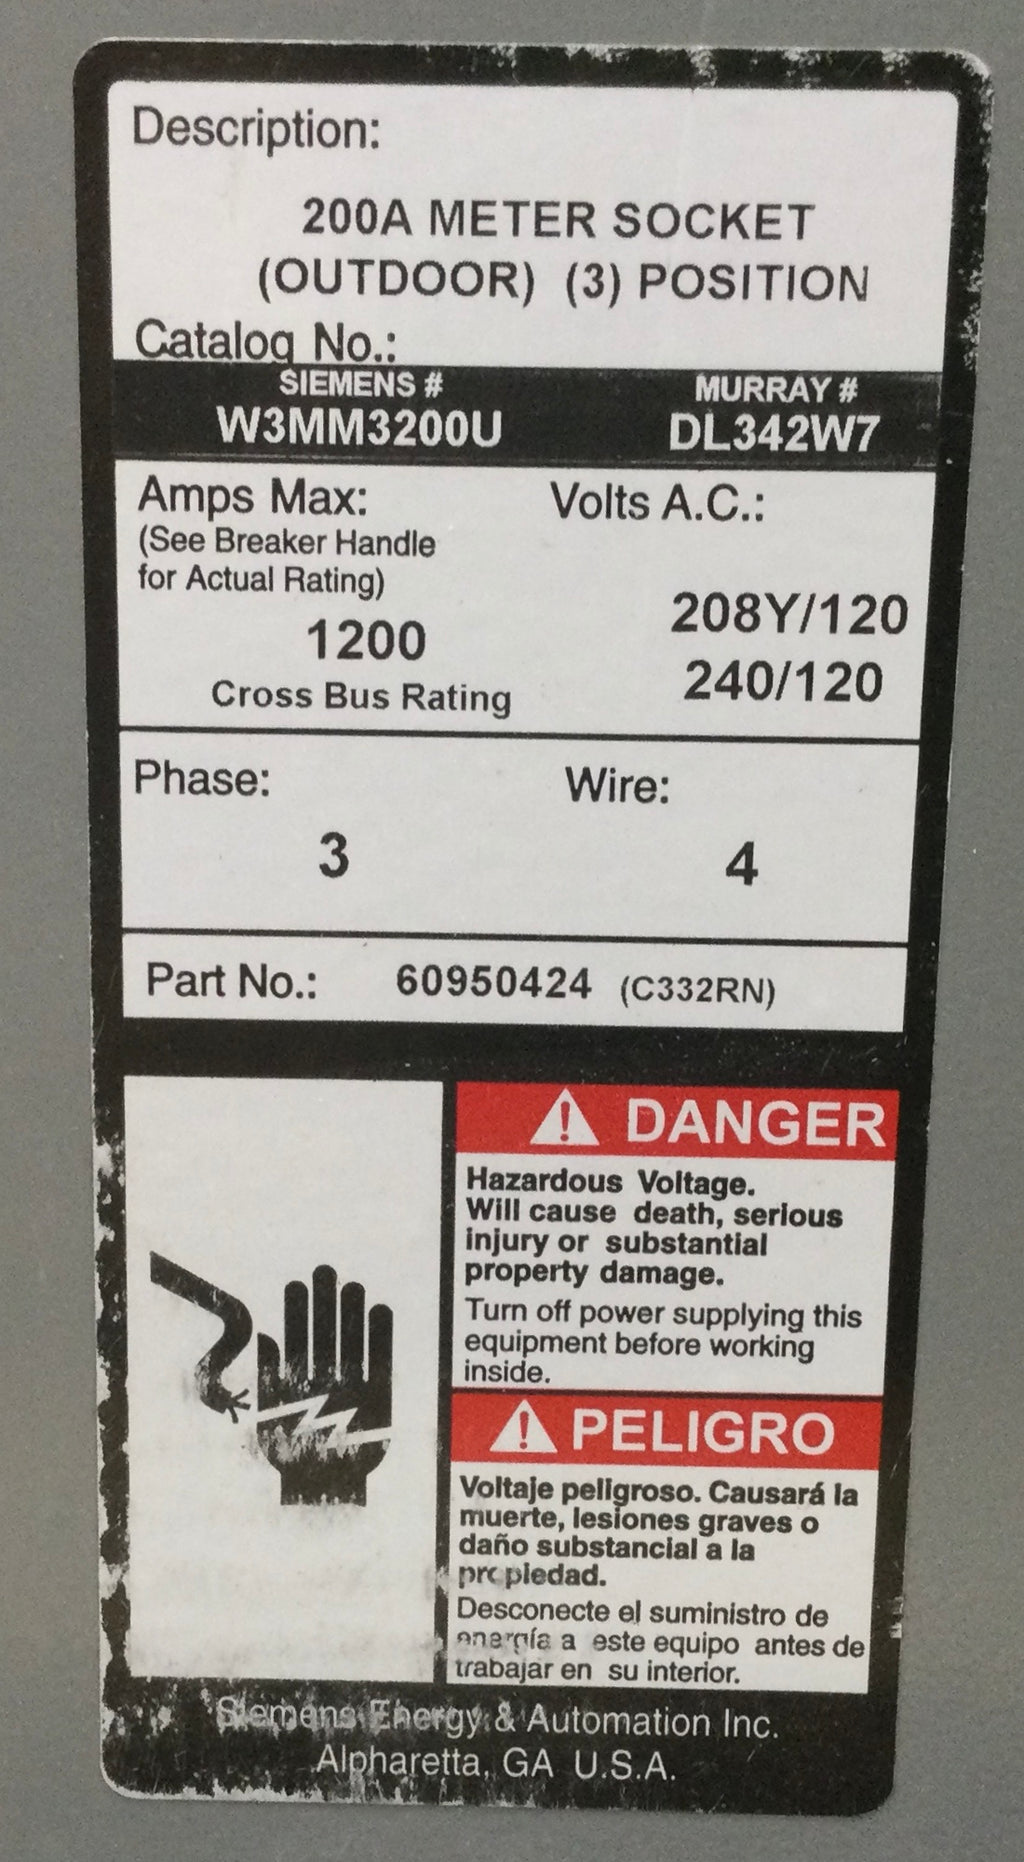 Description:
200A METER SOCKET
(OUTDOOR) (3) POSITION
Catalog No.:
SIEMENS # MURRAY #
W3MM3200U DL342W7
Amps Max: Volts A.C.:
(See Breaker Handle
for Actual Rating)
208Y/120
1200
240/120
Cross Bus Rating
Phase: Wire:
3 4
Part No.: 60950424 (C332RN)
DANGER
Hazardous Voltage.
Will cause death, serious
injury or substantial
property damage.
Turn off power supplying this
equipment before working
inside.
PELIGRO
Voltaje peligroso. Causará la
muerte, lesiones graves o
daño substancial a la
propiedad.
Desconecte el suministro de
energía a este equipo antes de
trabajar en su interior.
Siemens Energy & Automation Inc.
Alpharetta, GA U.S.A.